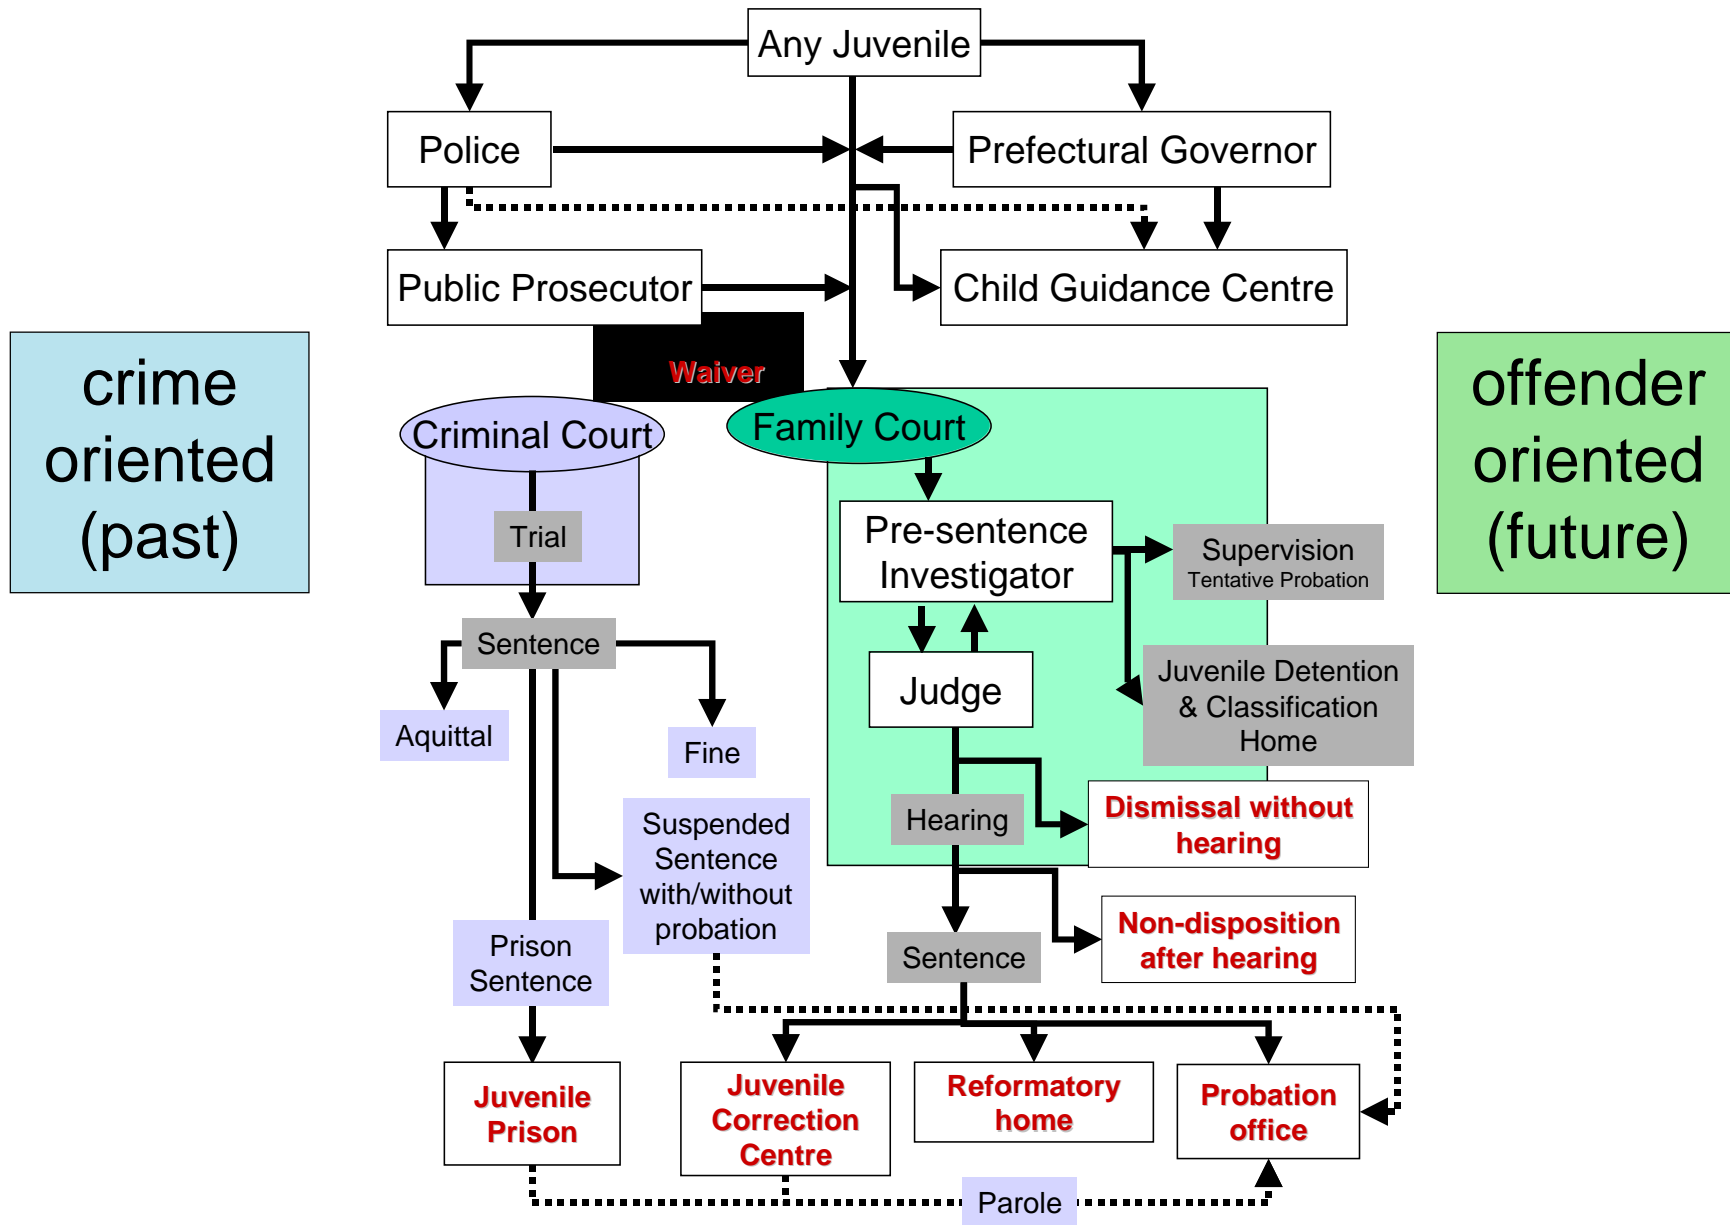 Any Juvenile
Police
Prefectural Governor
Public Prosecutor
Child Guidance Centre
crime
oriented
(past)
offender
oriented
(future)
Waiver
Criminal Court
Family Court
Trial
Pre-sentence
Investigator
Supervision
Tentative Probation
Sentence
Judge
Juvenile Detention
& Classification
Home
Aquittal
Fine
Hearing
Dismissal without
hearing
Suspended
Sentence
with/without
probation
Non-disposition
after hearing
Prison
Sentence
Sentence
Juvenile
Prison
Juvenile
Correction
Centre
Reformatory
home
Probation
office
Parole